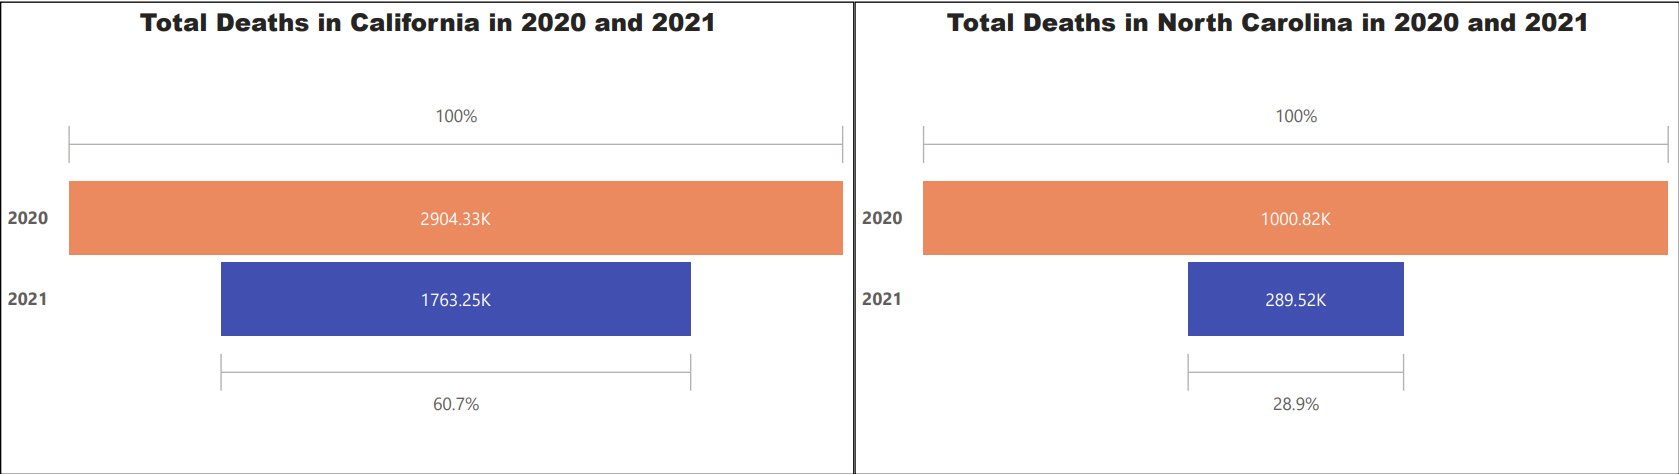 Total Deaths in California in 2020 and 2021
100%
2020
2904.33K
2021
1763.25K
60.7%
Total Deaths in North Carolina in 2020 and 2021
100%
2020
1000.82K
2021
289.52K
28.9%